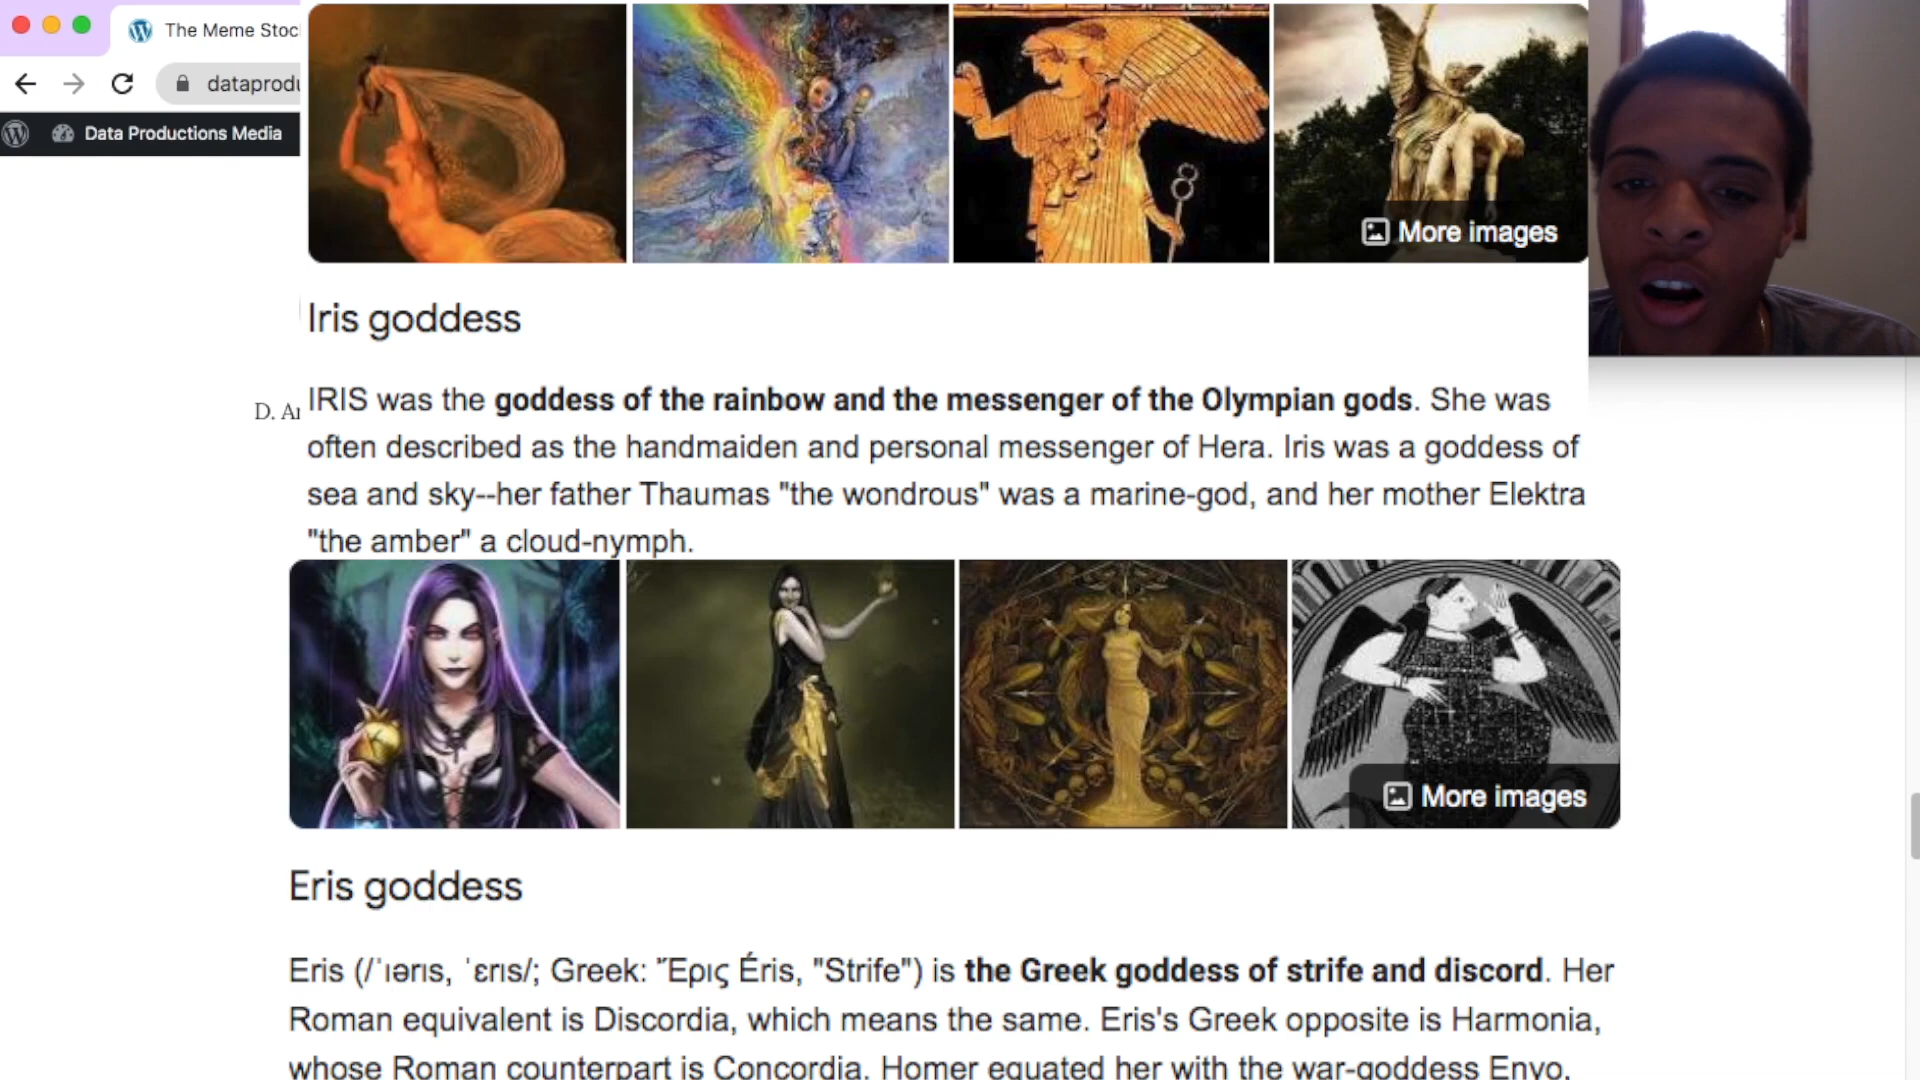 The Meme Stoc
dataprodu
Data Productions Media
More images
Iris goddess
D. Ar
IRIS was the goddess of the rainbow and the messenger of the Olympian gods. She was
often described as the handmaiden and personal messenger of Hera. Iris was a goddess of
sea and sky--her father Thaumas "the wondrous" was a marine-god, and her mother Elektra
"the amber" a cloud-nymph.
More images
Eris goddess
Eris (/ˈɪərɪs, ˈɛrɪs/; Greek: Ἔρις Éris, "Strife") is the Greek goddess of strife and discord. Her
Roman equivalent is Discordia, which means the same. Eris's Greek opposite is Harmonia,
whose Roman counterpart is Concordia. Homer equated her with the war-goddess Enyo,